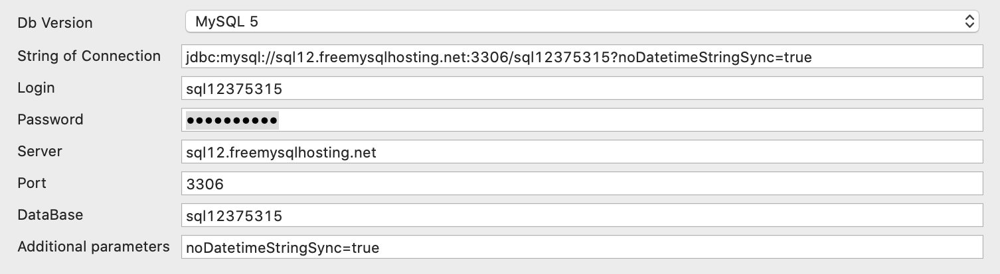 Db Version MySQL 5
String of Connection jdbc:mysql://sql12.freemysqlhosting.net:3306/sql12375315?noDatetimeStringSync=true
Login sql12375315
Password ●●●●●●●●●●
Server sql12.freemysqlhosting.net
Port 3306
DataBase sql12375315
Additional parameters noDatetimeStringSync=true